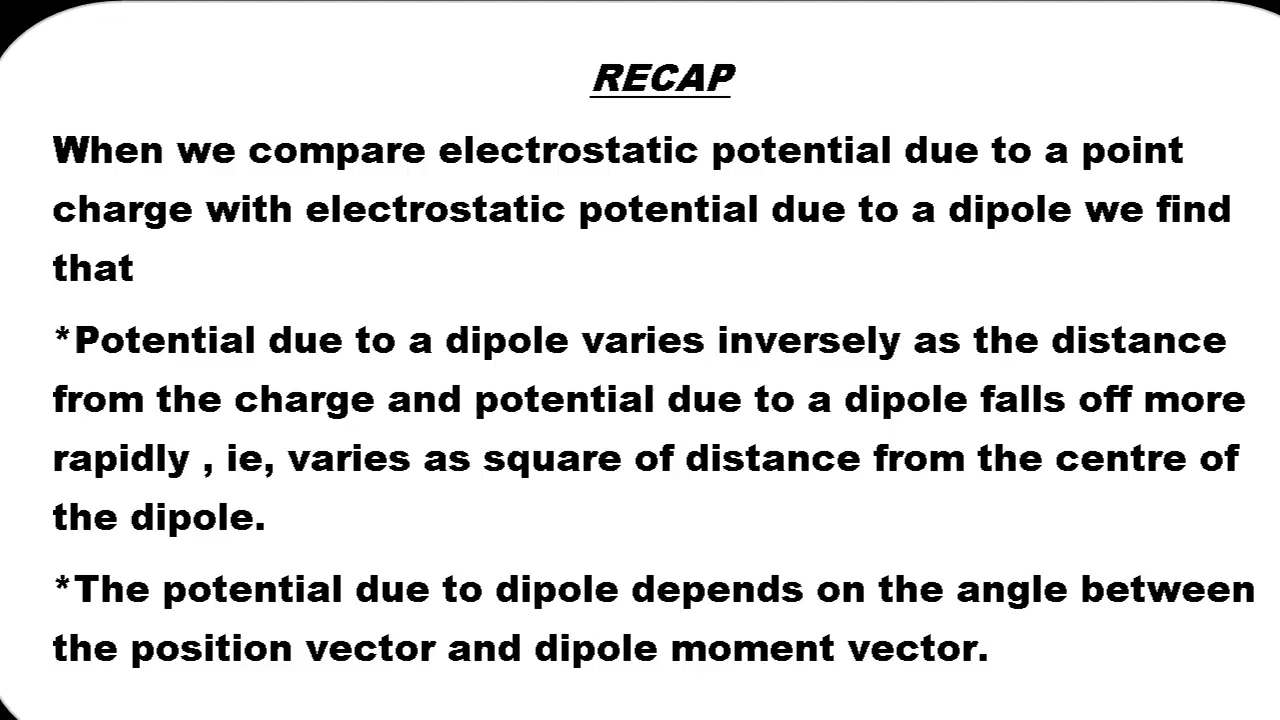 RECAP
When we compare electrostatic potential due to a point
charge with electrostatic potential due to a dipole we find
that
*Potential due to a dipole varies inversely as the distance
from the charge and potential due to a dipole falls off more
rapidly , ie, varies as square of distance from the centre of
the dipole.
*The potential due to dipole depends on the angle between
the position vector and dipole moment vector.